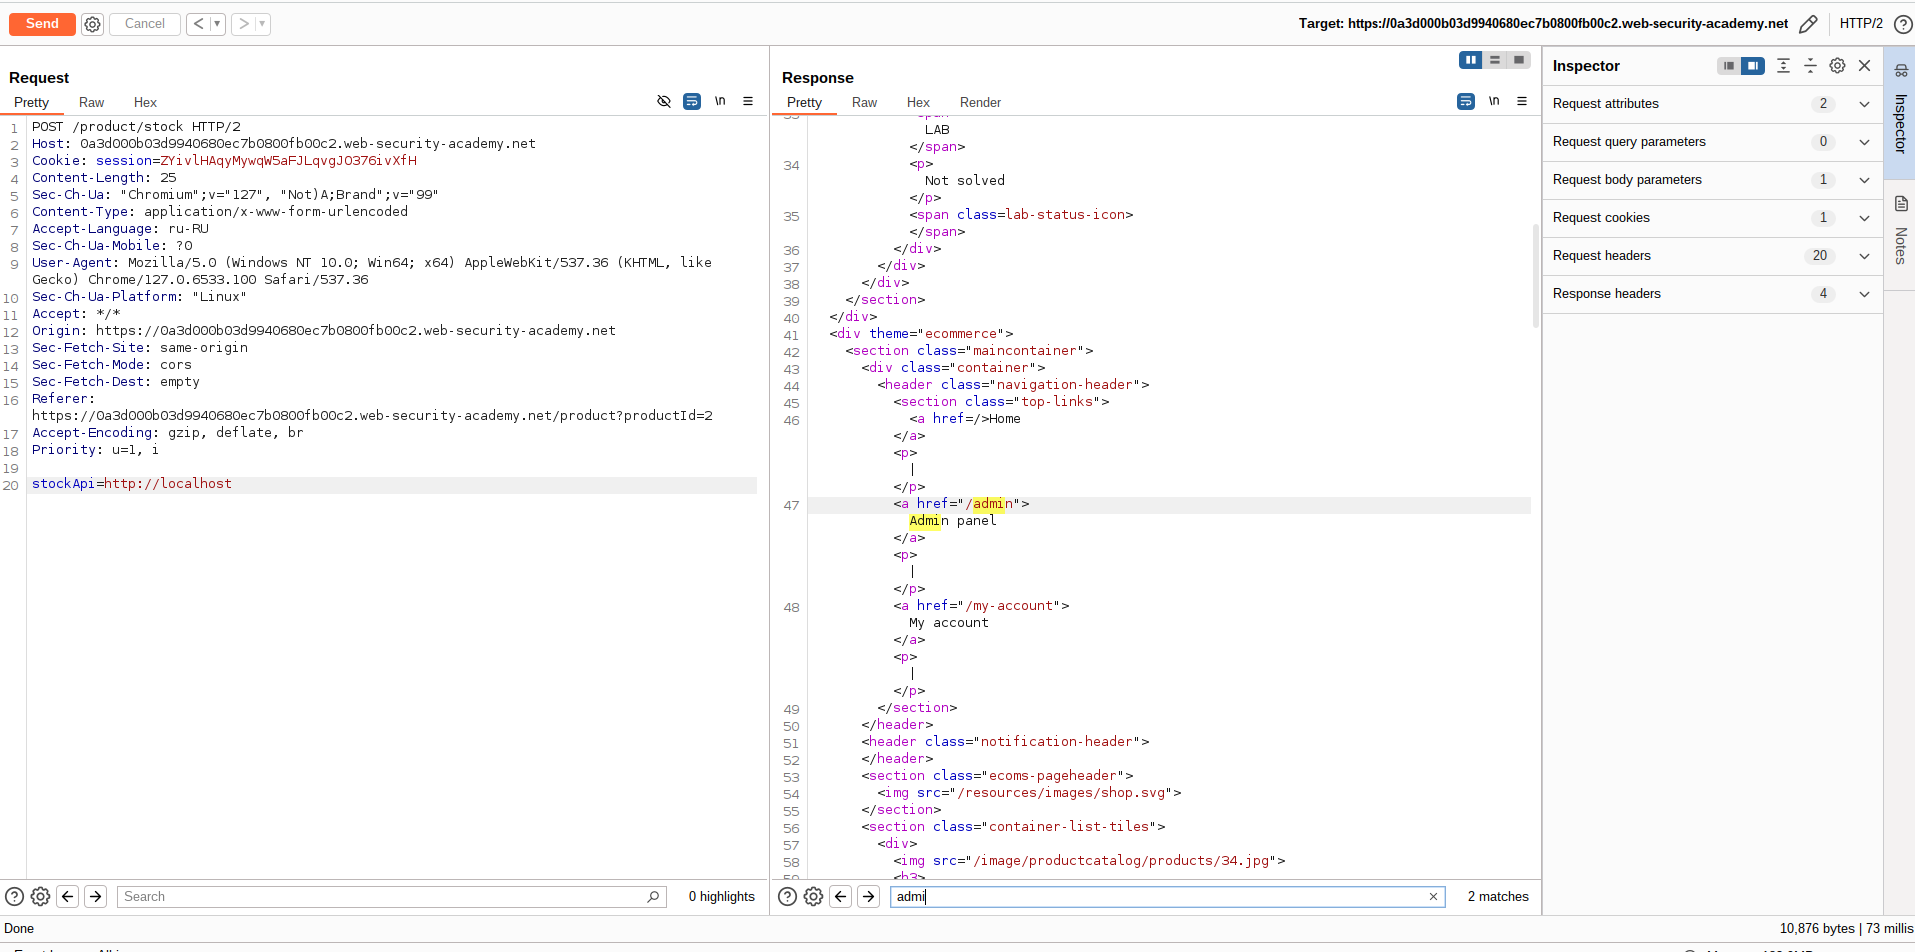 Send
Cancel
Target: https://0a3d000b03d9940680ec7b0800fb00c2.web-security-academy.net
HTTP/2
Request
Pretty Raw Hex
\n
1 POST /product/stock HTTP/2
2 Host: 0a3d000b03d9940680ec7b0800fb00c2.web-security-academy.net
3 Cookie: session=ZYivlHAqyMywqW5aFJLqvgJO376ivXfH
4 Content-Length: 25
5 Sec-Ch-Ua: "Chromium";v="127", "Not)A;Brand";v="99"
6 Content-Type: application/x-www-form-urlencoded
7 Accept-Language: ru-RU
8 Sec-Ch-Ua-Mobile: ?0
9 User-Agent: Mozilla/5.0 (Windows NT 10.0; Win64; x64) AppleWebKit/537.36 (KHTML, like
Gecko) Chrome/127.0.6533.100 Safari/537.36
10 Sec-Ch-Ua-Platform: "Linux"
11 Accept: */*
12 Origin: https://0a3d000b03d9940680ec7b0800fb00c2.web-security-academy.net
13 Sec-Fetch-Site: same-origin
14 Sec-Fetch-Mode: cors
15 Sec-Fetch-Dest: empty
16 Referer:
https://0a3d000b03d9940680ec7b0800fb00c2.web-security-academy.net/product?productId=2
17 Accept-Encoding: gzip, deflate, br
18 Priority: u=1, i
19
20 stockApi=http://localhost
Search
0 highlights
Response
Pretty Raw Hex Render
\n
33 span
LAB
</span>
34 <p>
Not solved
</p>
35 <span class=lab-status-icon>
</span>
36 </div>
37 </div>
38 </div>
39 </section>
40 </div>
41 <div theme="ecommerce">
42 <section class="maincontainer">
43 <div class="container">
44 <header class="navigation-header">
45 <section class="top-links">
46 <a href=/>Home
</a>
<p>
|
</p>
47 <a href="/admin">
Admin panel
</a>
<p>
|
</p>
48 <a href="/my-account">
My account
</a>
<p>
|
</p>
49 </section>
50 </header>
51 <header class="notification-header">
52 </header>
53 <section class="ecoms-pageheader">
54 <img src="/resources/images/shop.svg">
55 </section>
56 <section class="container-list-tiles">
57 <div>
58 <img src="/image/productcatalog/products/34.jpg">
59 <h3>
admi
2 matches
Inspector
Request attributes 2
Request query parameters 0
Request body parameters 1
Request cookies 1
Request headers 20
Response headers 4
Inspector
Notes
Done
10,876 bytes | 73 millis